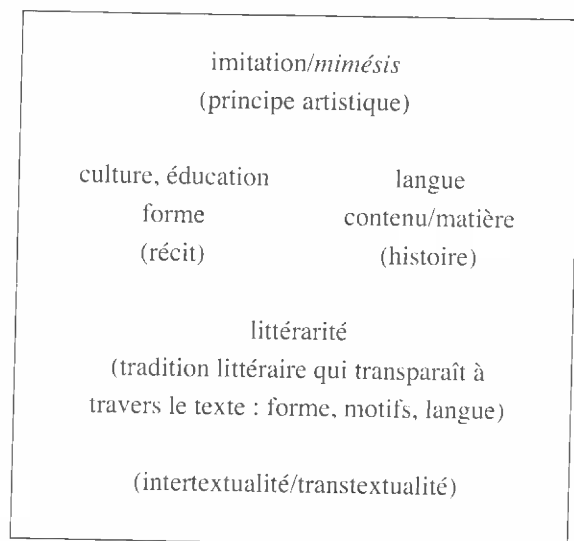 imitation/mimésis
(principe artistique)
culture, éducation
forme
(récit)
langue
contenu/matière
(histoire)
littérarité
(tradition littéraire qui transparaît à
travers le texte : forme, motifs, langue)
(intertextualité/transtextualité)